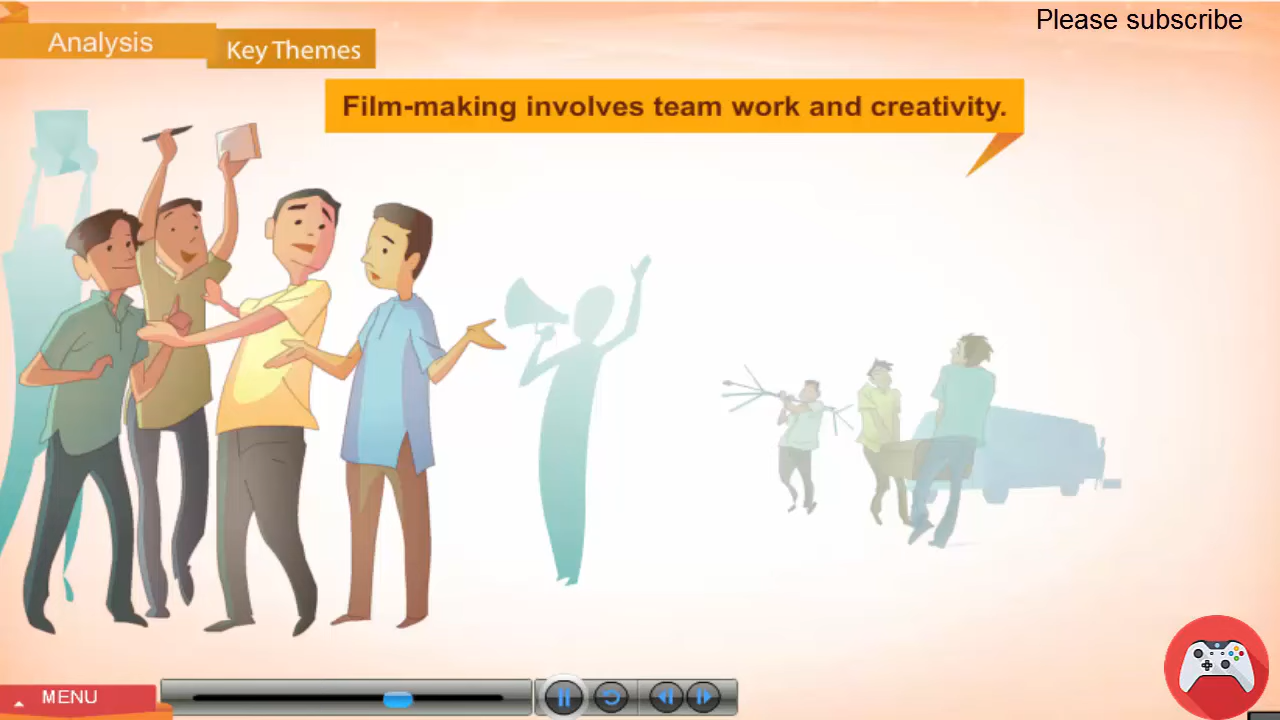 Please subscribe
Analysis
Key Themes
Film-making involves team work and creativity.
MENU